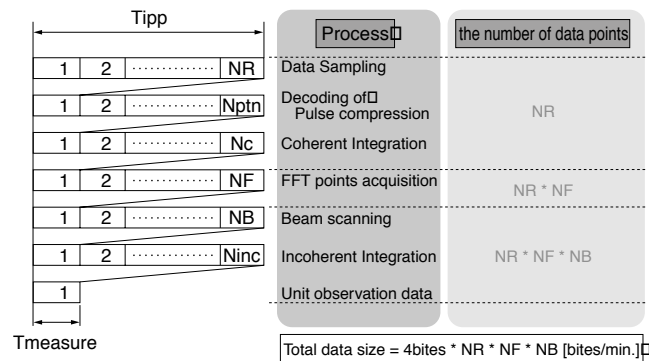 Tipp
Process
the number of data points
1 2 ············ NR Data Sampling
1 2 ············ Nptn Decoding of
Pulse compression
NR
1 2 ············ Nc Coherent Integration
1 2 ············ NF FFT points acquisition
NR * NF
1 2 ············ NB Beam scanning
1 2 ············ Ninc Incoherent Integration NR * NF * NB
1 Unit observation data
Tmeasure
Total data size = 4bites * NR * NF * NB [bites/min.]